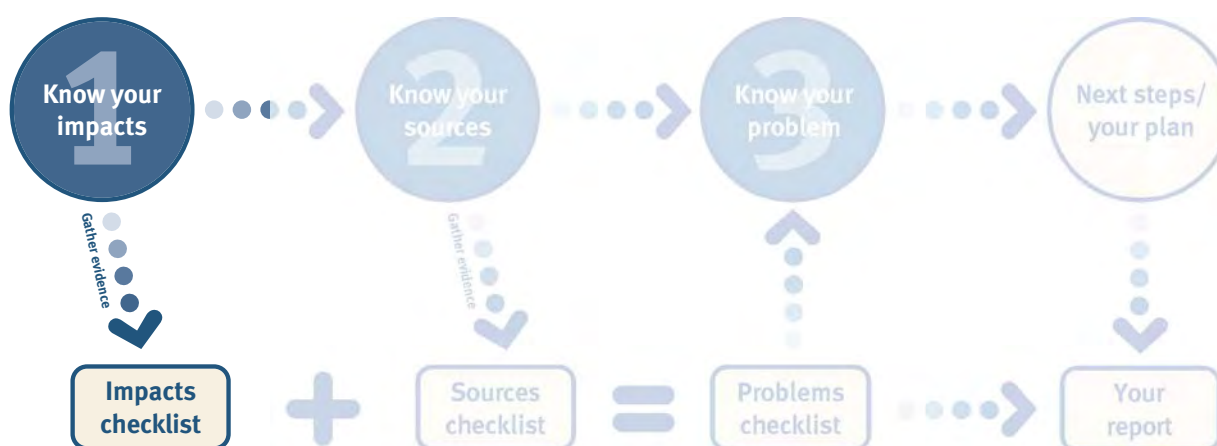 1
Know your
impacts
2
Know your
sources
3
Know your
problem
Next steps/
your plan
Gather evidence
Gather evidence
Impacts
checklist
+
Sources
checklist
=
Problems
checklist
Your
report